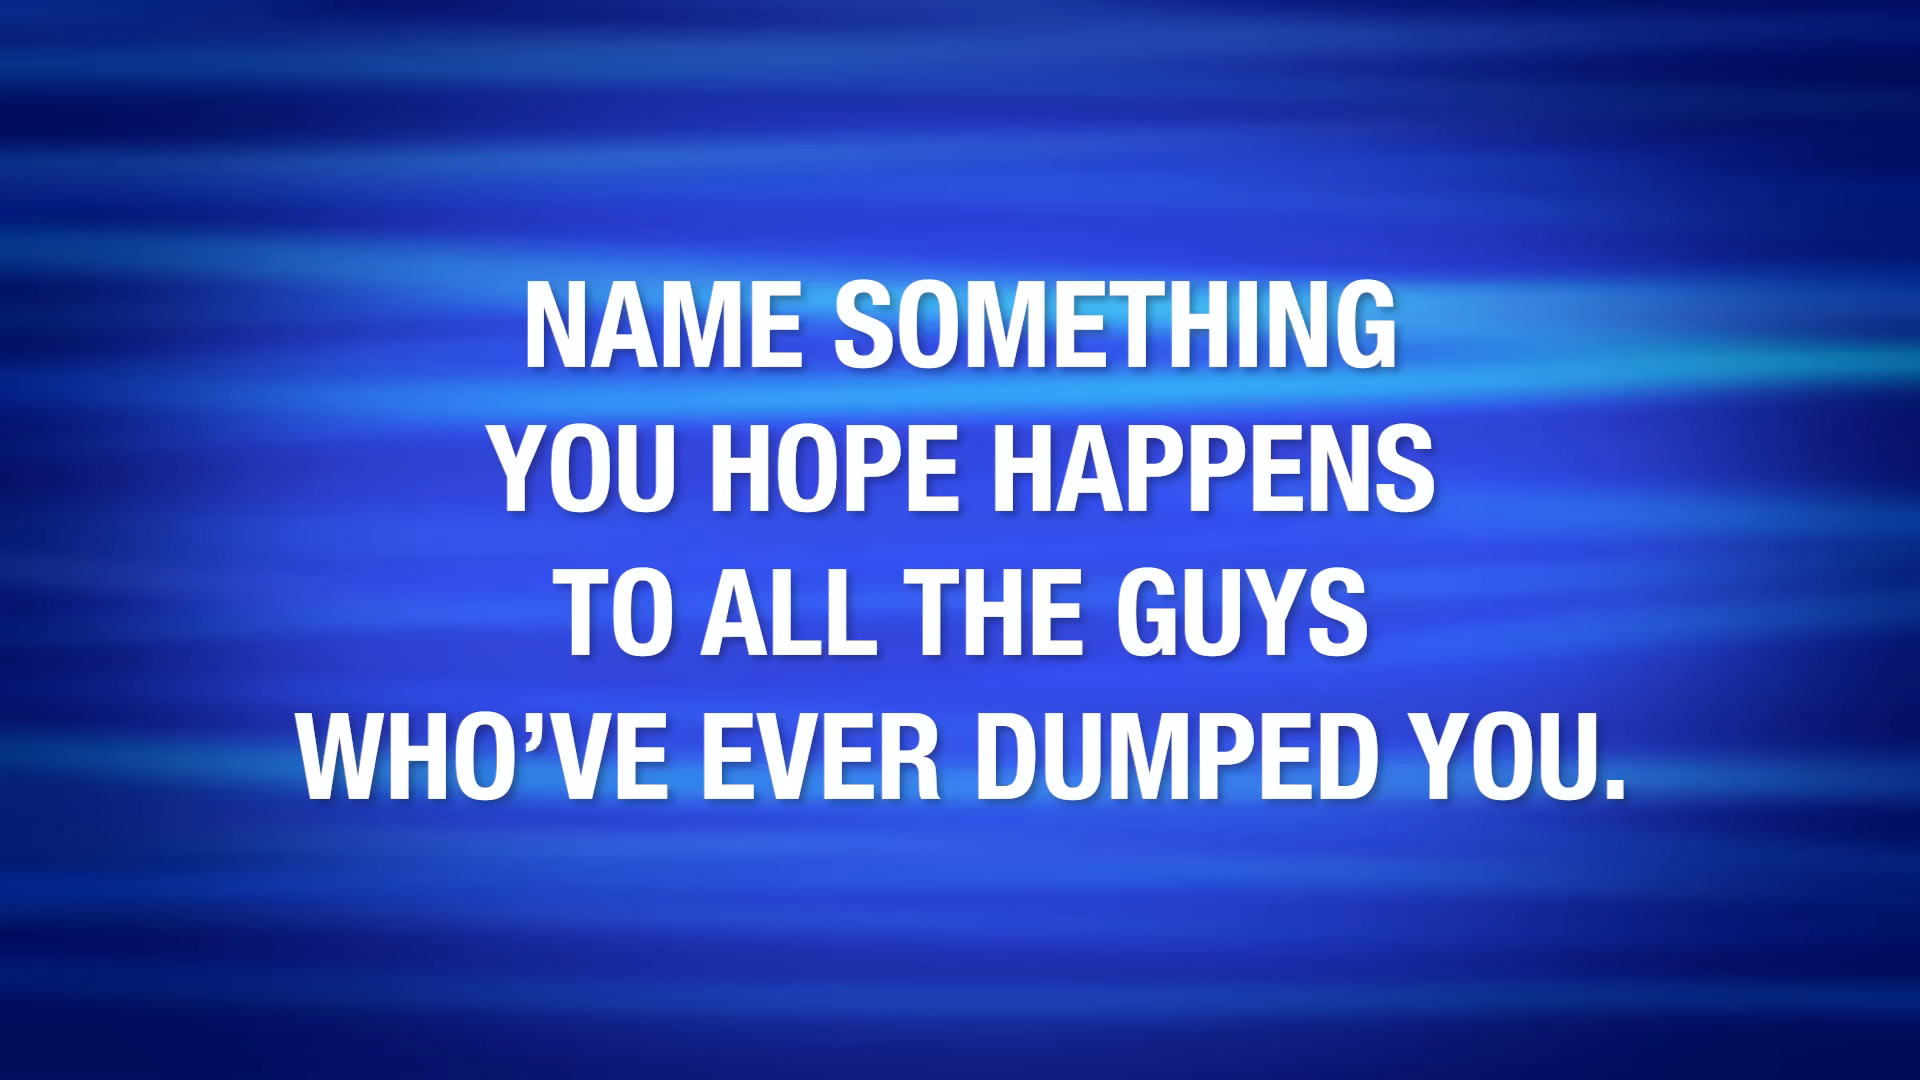 NAME SOMETHING
YOU HOPE HAPPENS
TO ALL THE GUYS
WHO’VE EVER DUMPED YOU.